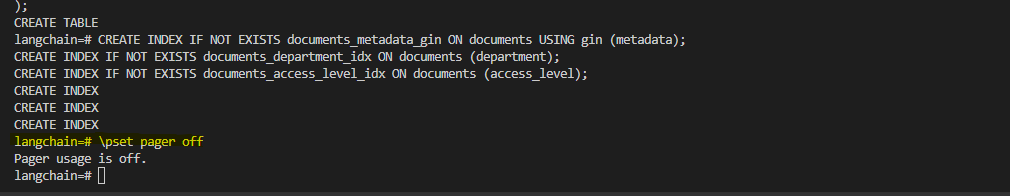 );
CREATE TABLE
langchain=# CREATE INDEX IF NOT EXISTS documents_metadata_gin ON documents USING gin (metadata);
CREATE INDEX IF NOT EXISTS documents_department_idx ON documents (department);
CREATE INDEX IF NOT EXISTS documents_access_level_idx ON documents (access_level);
CREATE INDEX
CREATE INDEX
CREATE INDEX
langchain=# \pset pager off
Pager usage is off.
langchain=#